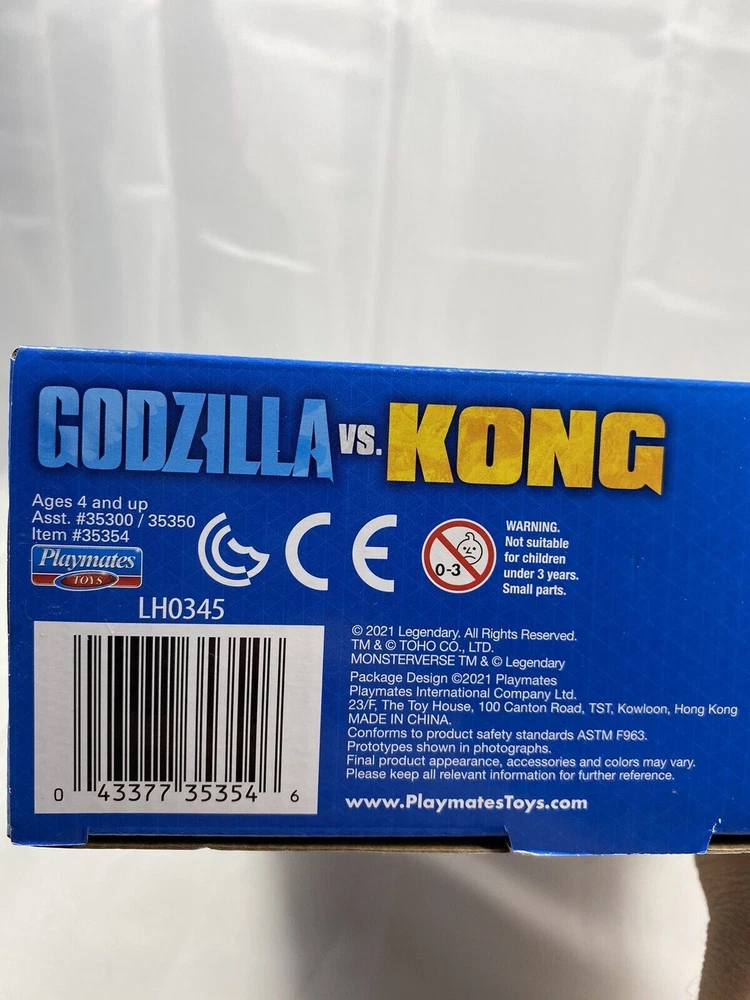 GODZILLA VS. KONG
Ages 4 and up
Asst. #35300 / 35350
Item #35354
Playmates
TOYS
CE
0-3
WARNING.
Not suitable
for children
under 3 years.
Small parts.
LH0345
0 43377 35354 6
© 2021 Legendary. All Rights Reserved.
TM & © TOHO CO., LTD.
MONSTERVERSE TM & © Legendary
Package Design ©2021 Playmates
Playmates International Company Ltd.
23/F, The Toy House, 100 Canton Road, TST, Kowloon, Hong Kong
MADE IN CHINA.
Conforms to product safety standards ASTM F963.
Prototypes shown in photographs.
Final product appearance, accessories and colors may vary.
Please keep all relevant information for further reference.
www.PlaymatesToys.com